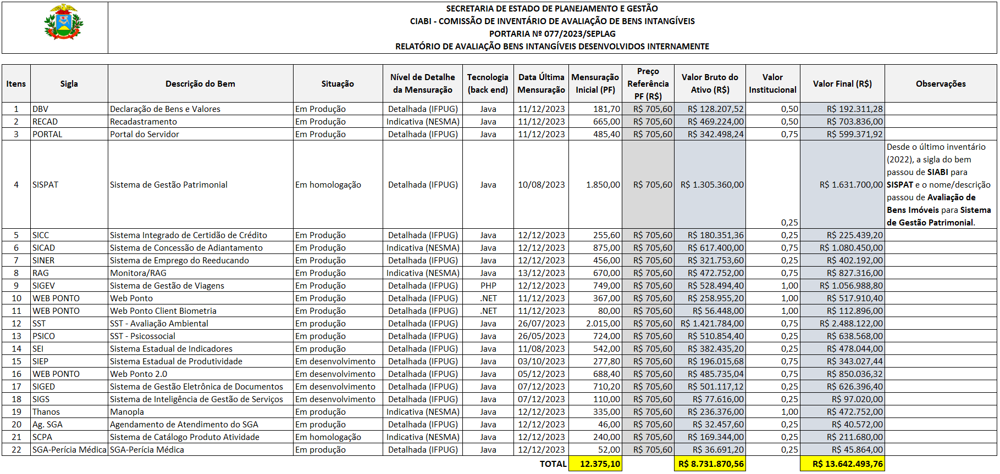 SECRETARIA DE ESTADO DE PLANEJAMENTO E GESTÃO
CIABI - COMISSÃO DE INVENTÁRIO DE AVALIAÇÃO DE BENS INTANGÍVEIS
PORTARIA Nº 077/2023/SEPLAG
RELATÓRIO DE AVALIAÇÃO BENS INTANGÍVEIS DESENVOLVIDOS INTERNAMENTE
Itens Sigla Descrição do Bem Situação Nível de Detalhe da Mensuração Tecnologia (back end) Data Última Mensuração Mensuração Inicial (PF) Preço Referência PF (R$) Valor Bruto do Ativo (R$) Valor Institucional Valor Final (R$) Observações
1 DBV Declaração de Bens e Valores Em Produção Detalhada (IFPUG) Java 11/12/2023 181,70 R$ 705,60 R$ 128.207,52 0,50 R$ 192.311,28
2 RECAD Recadastramento Em Produção Indicativa (NESMA) Java 11/12/2023 665,00 R$ 705,60 R$ 469.224,00 0,50 R$ 703.836,00
3 PORTAL Portal do Servidor Em Produção Detalhada (IFPUG) Java 11/12/2023 485,40 R$ 705,60 R$ 342.498,24 0,75 R$ 599.371,92
4 SISPAT Sistema de Gestão Patrimonial Em homologação Detalhada (IFPUG) Java 10/08/2023 1.850,00 R$ 705,60 R$ 1.305.360,00 0,25 R$ 1.631.700,00
Desde o último inventário
(2022), a sigla do bem
passou de SIABI para
SISPAT e o nome/descrição
passou de Avaliação de
Bens Imóveis para Sistema
de Gestão Patrimonial.
5 SICC Sistema Integrado de Certidão de Crédito Em Produção Detalhada (IFPUG) Java 12/12/2023 255,60 R$ 705,60 R$ 180.351,36 0,25 R$ 225.439,20
6 SICAD Sistema de Concessão de Adiantamento Em Produção Indicativa (NESMA) Java 12/12/2023 875,00 R$ 705,60 R$ 617.400,00 0,75 R$ 1.080.450,00
7 SINER Sistema de Emprego do Reeducando Em Produção Detalhada (IFPUG) Java 12/12/2023 456,00 R$ 705,60 R$ 321.753,60 0,25 R$ 402.192,00
8 RAG Monitora/RAG Em Produção Indicativa (NESMA) Java 13/12/2023 670,00 R$ 705,60 R$ 472.752,00 0,75 R$ 827.316,00
9 SIGEV Sistema de Gestão de Viagens Em Produção Detalhada (IFPUG) PHP 12/12/2023 749,00 R$ 705,60 R$ 528.494,40 1,00 R$ 1.056.988,80
10 WEB PONTO Web Ponto Em Produção Detalhada (IFPUG) .NET 11/12/2023 367,00 R$ 705,60 R$ 258.955,20 1,00 R$ 517.910,40
11 WEB PONTO Web Ponto Client Biometria Em Produção Detalhada (IFPUG) .NET 11/12/2023 80,00 R$ 705,60 R$ 56.448,00 1,00 R$ 112.896,00
12 SST SST - Avaliação Ambiental Em produção Detalhada (IFPUG) Java 26/07/2023 2.015,00 R$ 705,60 R$ 1.421.784,00 0,75 R$ 2.488.122,00
13 PSICO SST - Psicossocial Em produção Detalhada (IFPUG) Java 26/05/2023 724,00 R$ 705,60 R$ 510.854,40 0,25 R$ 638.568,00
14 SEI Sistema Estadual de Indicadores Em produção Detalhada (IFPUG) Java 11/08/2023 542,00 R$ 705,60 R$ 382.435,20 0,25 R$ 478.044,00
15 SIEP Sistema Estadual de Produtividade Em desenvolvimento Detalhada (IFPUG) Java 03/10/2023 277,80 R$ 705,60 R$ 196.015,68 0,75 R$ 343.027,44
16 WEB PONTO Web Ponto 2.0 Em desenvolvimento Detalhada (IFPUG) Java 05/12/2023 688,40 R$ 705,60 R$ 485.735,04 0,75 R$ 850.036,32
17 SIGED Sistema de Gestão Eletrônica de Documentos Em desenvolvimento Detalhada (IFPUG) Java 07/12/2023 710,20 R$ 705,60 R$ 501.117,12 0,25 R$ 626.396,40
18 SIGS Sistema de Inteligência de Gestão de Serviços Em desenvolvimento Detalhada (IFPUG) Java 07/12/2023 110,00 R$ 705,60 R$ 77.616,00 0,25 R$ 97.020,00
19 Thanos Manopla Em produção Indicativa (NESMA) Java 12/12/2023 335,00 R$ 705,60 R$ 236.376,00 1,00 R$ 472.752,00
20 Ag. SGA Agendamento de Atendimento do SGA Em produção Detalhada (IFPUG) Java 12/12/2023 46,00 R$ 705,60 R$ 32.457,60 0,25 R$ 40.572,00
21 SCPA Sistema de Catálogo Produto Atividade Em homologação Indicativa (NESMA) Java 12/12/2023 240,00 R$ 705,60 R$ 169.344,00 0,25 R$ 211.680,00
22 SGA-Perícia Médica SGA-Perícia Médica Em produção Detalhada (IFPUG) Java 12/12/2023 52,00 R$ 705,60 R$ 36.691,20 0,25 R$ 45.864,00
TOTAL 12.375,10 R$ 8.731.870,56 R$ 13.642.493,76